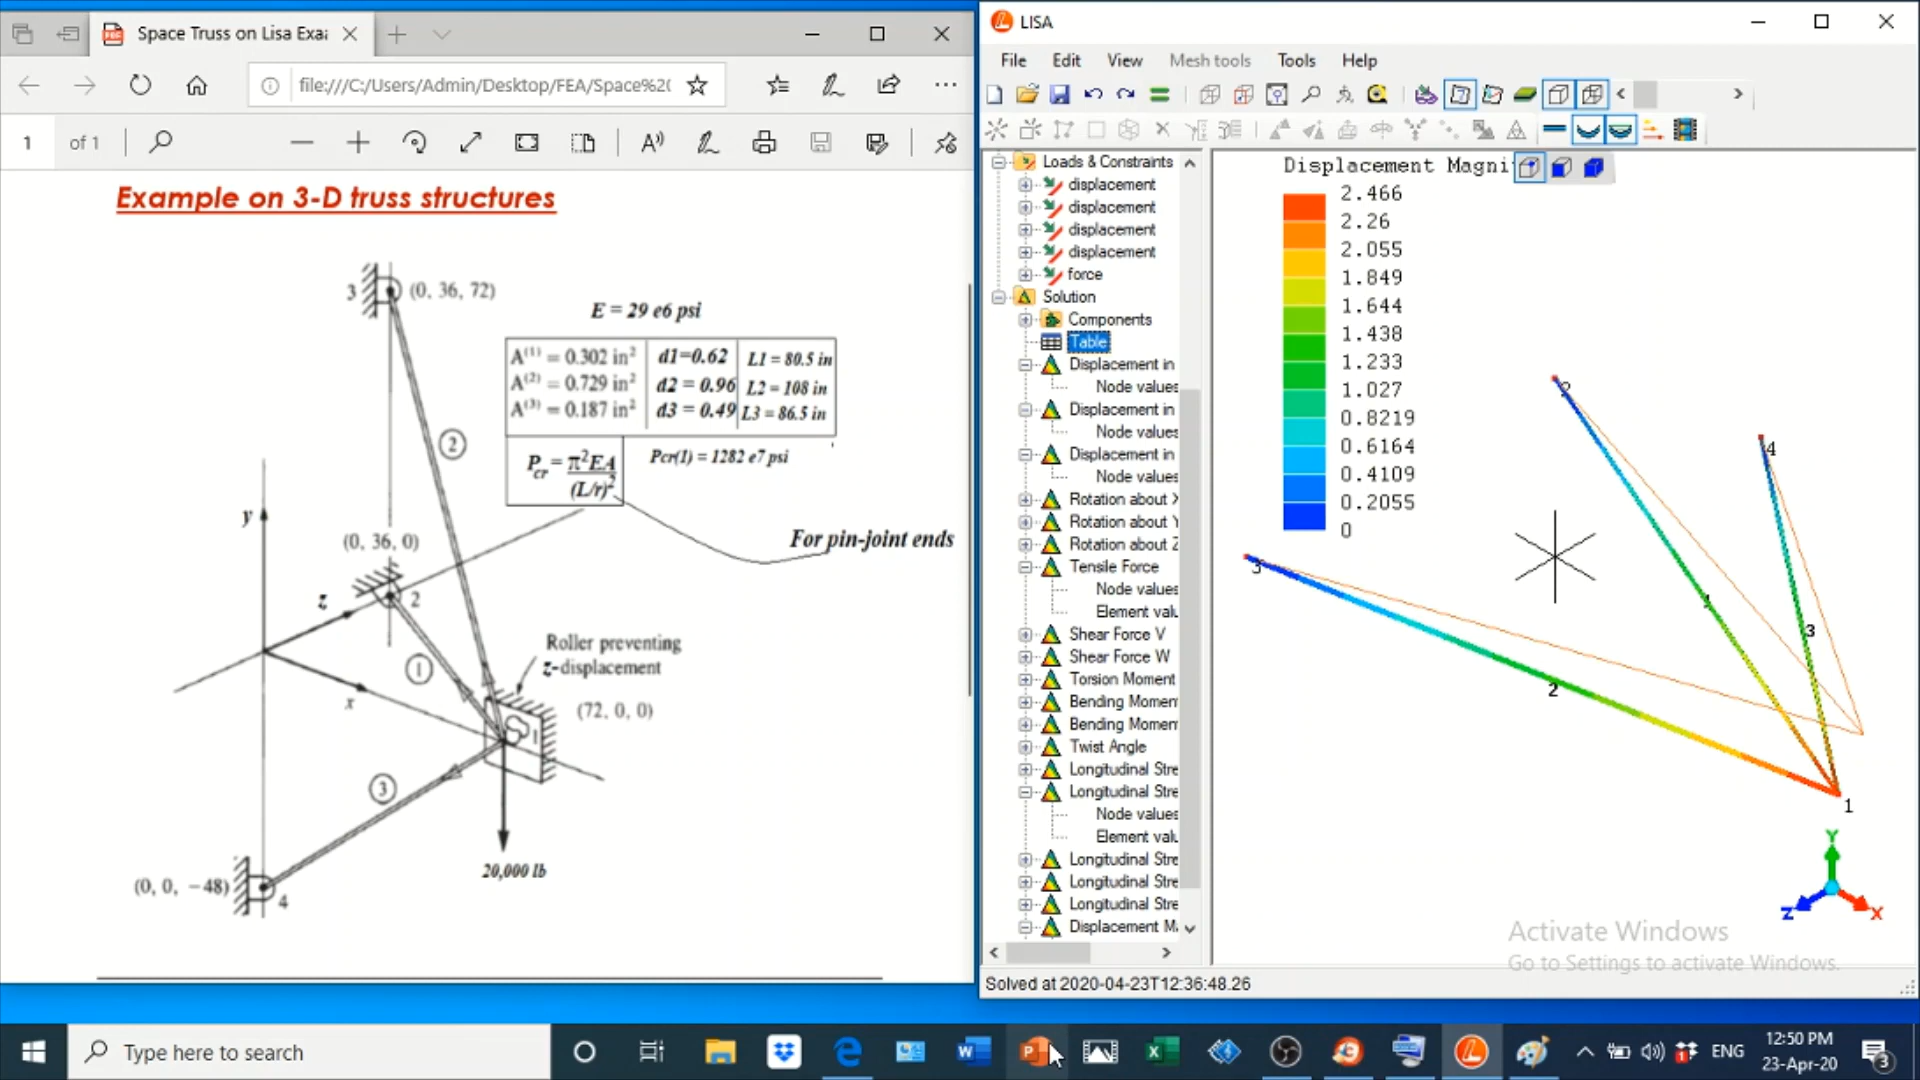 Space Truss on Lisa Exa
file:///C:/Users/Admin/Desktop/FEA/Space%20
1 of 1
Example on 3-D truss structures
3 (0, 36, 72)
E = 29 e6 psi
A(1) = 0.302 in² d1=0.62 L1 = 80.5 in
A(2) = 0.729 in² d2 = 0.96 L2 = 108 in
A(3) = 0.187 in² d3 = 0.49 L3 = 86.5 in
Pcr = π²EA/(L/r)² Pcr(1) = 1282 e7 psi
For pin-joint ends
2
y
(0, 36, 0)
2
z
1
x
Roller preventing
z-displacement
(72, 0, 0)
1
3
20,000 lb
(0, 0, −48)
4
LISA
File Edit View Mesh tools Tools Help
Loads & Constraints
displacement
displacement
displacement
displacement
force
Solution
Components
Table
Displacement in
Node values
Displacement in
Node values
Displacement in
Node values
Rotation about X
Rotation about Y
Rotation about Z
Tensile Force
Node values
Element valu
Shear Force V
Shear Force W
Torsion Moment
Bending Momen
Bending Momen
Twist Angle
Longitudinal Stre
Longitudinal Stre
Node values
Element valu
Longitudinal Stre
Longitudinal Stre
Longitudinal Stre
Displacement Ma
Displacement Magni
2.466
2.26
2.055
1.849
1.644
1.438
1.233
1.027
0.8219
0.6164
0.4109
0.2055
0
2
4
3
1
3
2
1
Y
Z
X
Activate Windows
Go to Settings to activate Windows.
Solved at 2020-04-23T12:36:48.26
Type here to search
ENG
12:50 PM
23-Apr-20
3